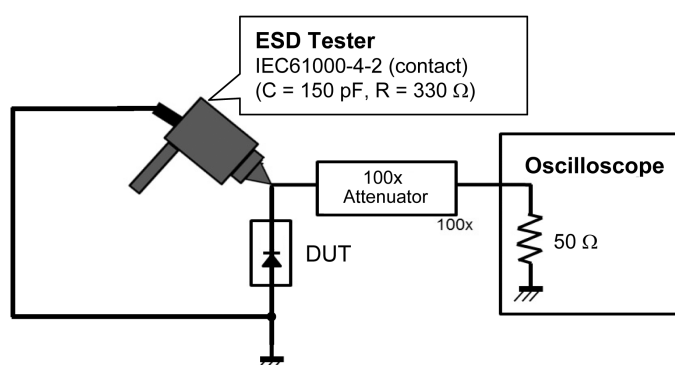 ESD Tester
IEC61000-4-2 (contact)
(C = 150 pF, R = 330 Ω)
Oscilloscope
100x
Attenuator
100x
50 Ω
DUT